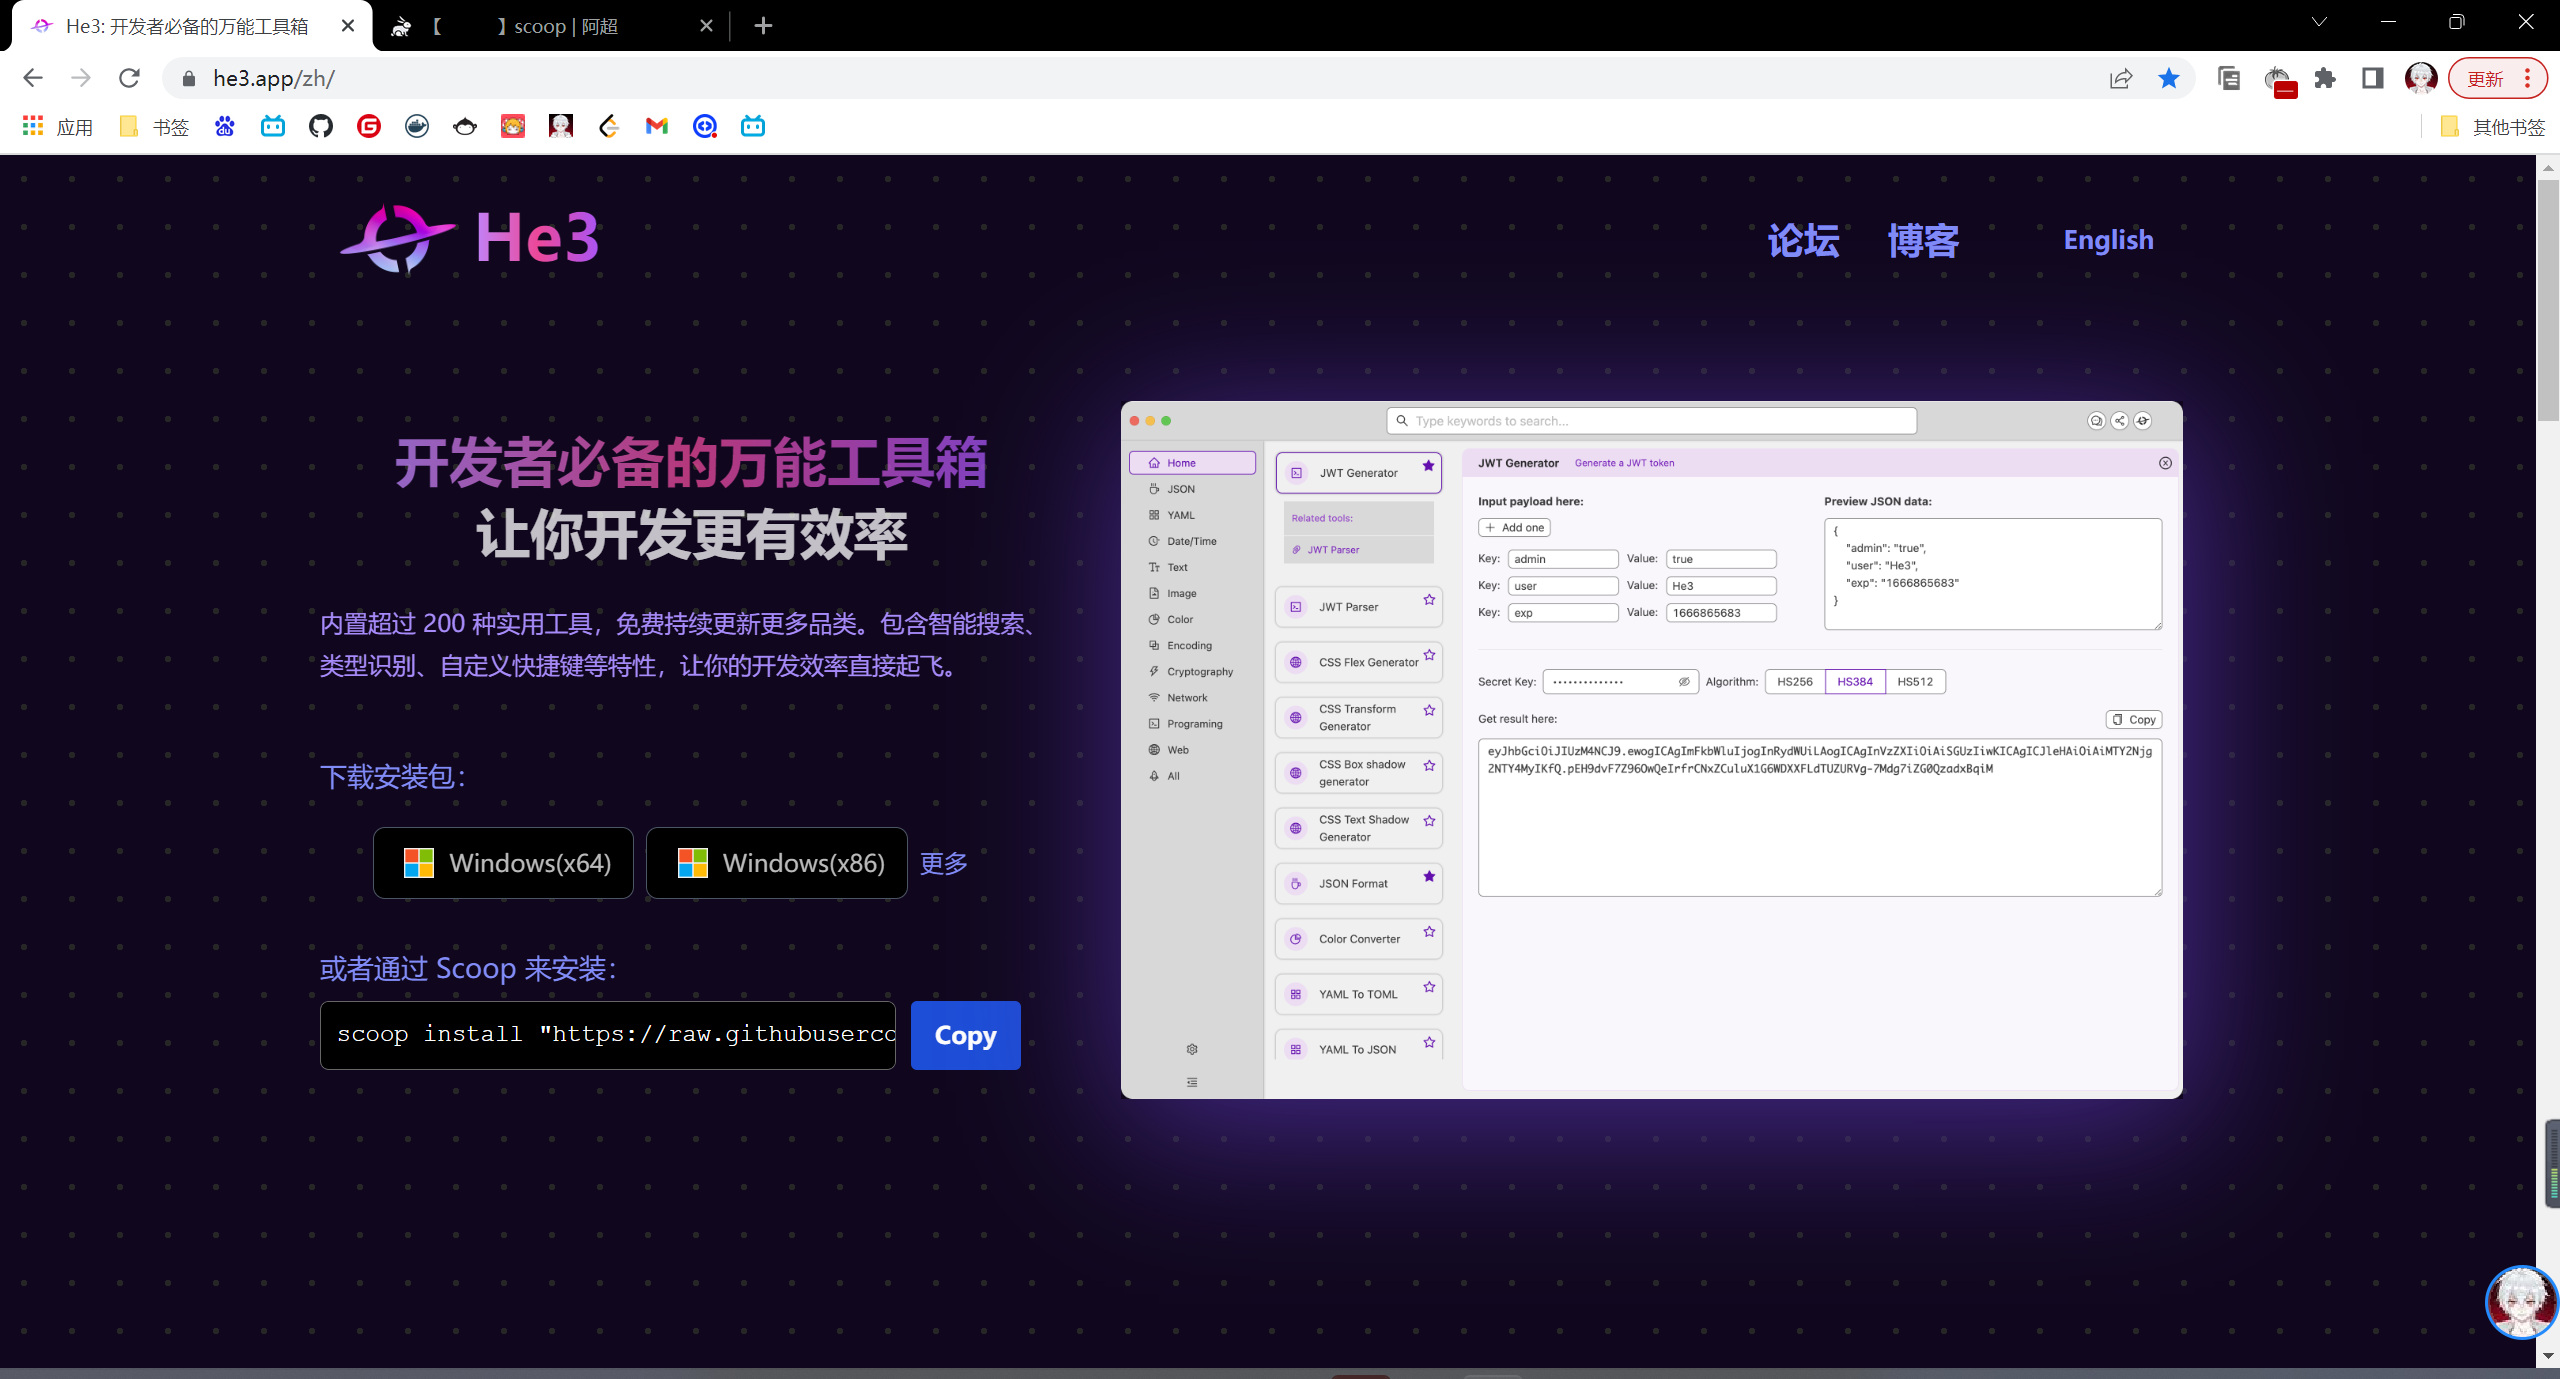 He3: 开发者必备的万能工具箱
【 】scoop | 阿超
he3.app/zh/
更新
应用
书签
其他书签
He3
论坛
博客
English
开发者必备的万能工具箱
让你开发更有效率
内置超过 200 种实用工具，免费持续更新更多品类。包含智能搜索、
类型识别、自定义快捷键等特性，让你的开发效率直接起飞。
下载安装包：
Windows(x64)
Windows(x86)
更多
或者通过 Scoop 来安装：
scoop install "https://raw.githubuserco
Copy
Type keywords to search...
Home
JSON
YAML
Date/Time
Text
Image
Color
Encoding
Cryptography
Network
Programing
Web
All
JWT Generator
Related tools:
JWT Parser
JWT Parser
CSS Flex Generator
CSS Transform
Generator
CSS Box shadow
generator
CSS Text Shadow
Generator
JSON Format
Color Converter
YAML To TOML
YAML To JSON
JWT Generator
Generate a JWT token
Input payload here:
+ Add one
Key: admin Value: true
Key: user Value: He3
Key: exp Value: 1666865683
Preview JSON data:
{
"admin": "true",
"user": "He3",
"exp": "1666865683"
}
Secret Key: •••••••••••••• Algorithm: HS256 HS384 HS512
Get result here:
Copy
eyJhbGciOiJIUzM4NCJ9.ewogICAgImFkbWluIjogInRydWUiLAogICAgInVzZXIiOiAiSGUzIiwKICAgICJleHAiOiAiMTY2Njg
2NTY4MyIKfQ.pEH9dvF7Z96OwQeIrfrCNxZCuluX1G6WDXXFLdTUZURVg-7Mdg7iZG0QzadxBqiM